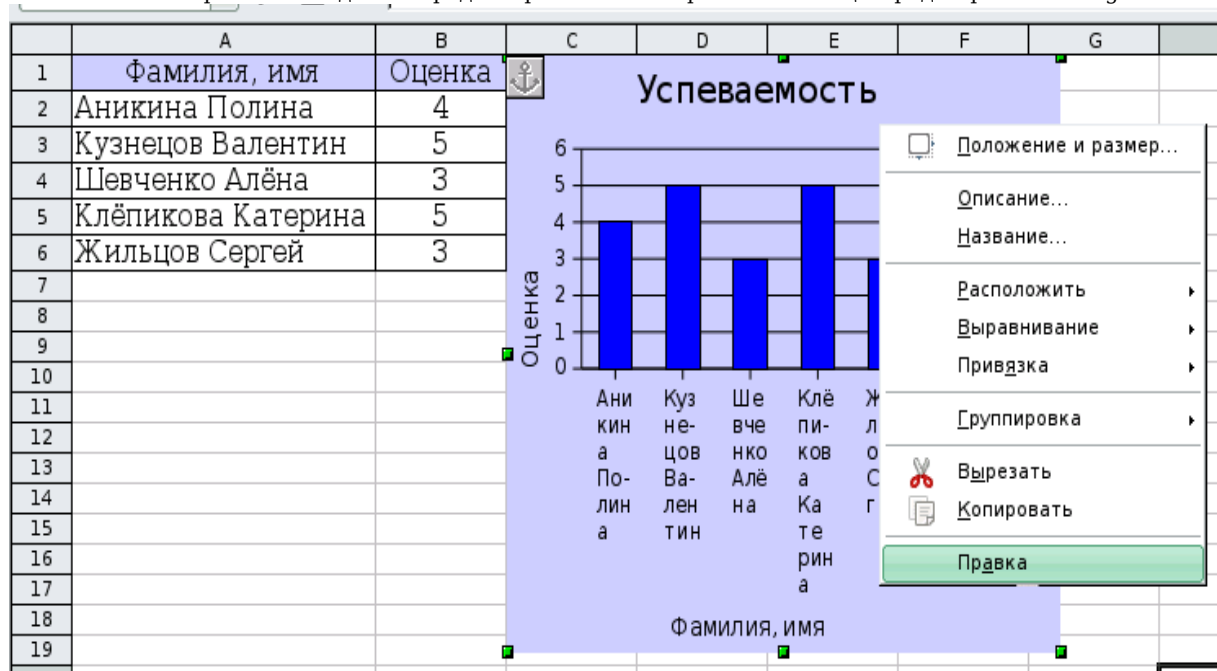 A B C D E F G
1 Фамилия, имя Оценка
2 Аникина Полина 4
3 Кузнецов Валентин 5
4 Шевченко Алёна 3
5 Клёпикова Катерина 5
6 Жильцов Сергей 3
7
8
9
10
11
12
13
14
15
16
17
18
19
Успеваемость
6
5
4
3
2
1
0
Оценка
Ани
кин
а
По-
лин
а
Куз
не-
цов
Ва-
лен
тин
Ше
вче
нко
Алё
на
Клё
пи-
ков
а
Ка
те
рин
а
Фамилия, имя
Положение и размер...
Описание...
Название...
Расположить
Выравнивание
Привязка
Группировка
Вырезать
Копировать
Правка